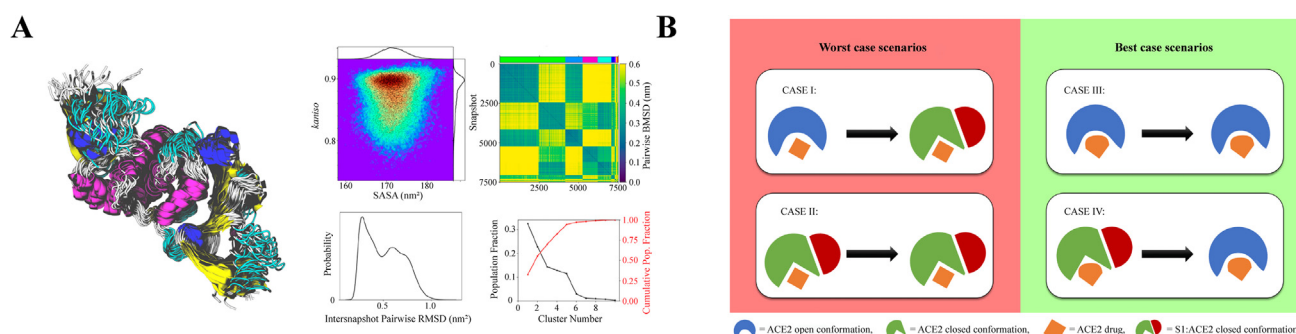 A
B
kamiso
0.9
0.8
160 170 180
SASA (nm²)
Snapshot
0
2500
5000
7500
2500 5000 7500
0.6
0.5
0.4
0.3
0.2
0.1
0.0
Pairwise BMSD (nm)
Probability
0.5 1.0
Intersnapshot Pairwise RMSD (nm²)
Population Fraction
0.3
0.2
0.1
0
2 4 6 8
Cluster Number
1.00
0.75
0.50
0.25
0.00
Cumulative Pop. Fraction
Worst case scenarios
Best case scenarios
CASE I:
CASE III:
CASE II:
CASE IV:
= ACE2 open conformation, = ACE2 closed conformation, = ACE2 drug, = S1:ACE2 closed conformation